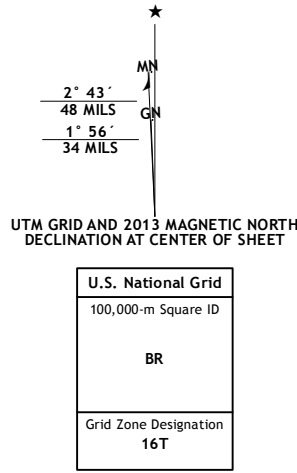 ★
MN
2° 43´
48 MILS
GN
1° 56´
34 MILS
UTM GRID AND 2013 MAGNETIC NORTH
DECLINATION AT CENTER OF SHEET
U.S. National Grid
100,000-m Square ID
BR
Grid Zone Designation
16T